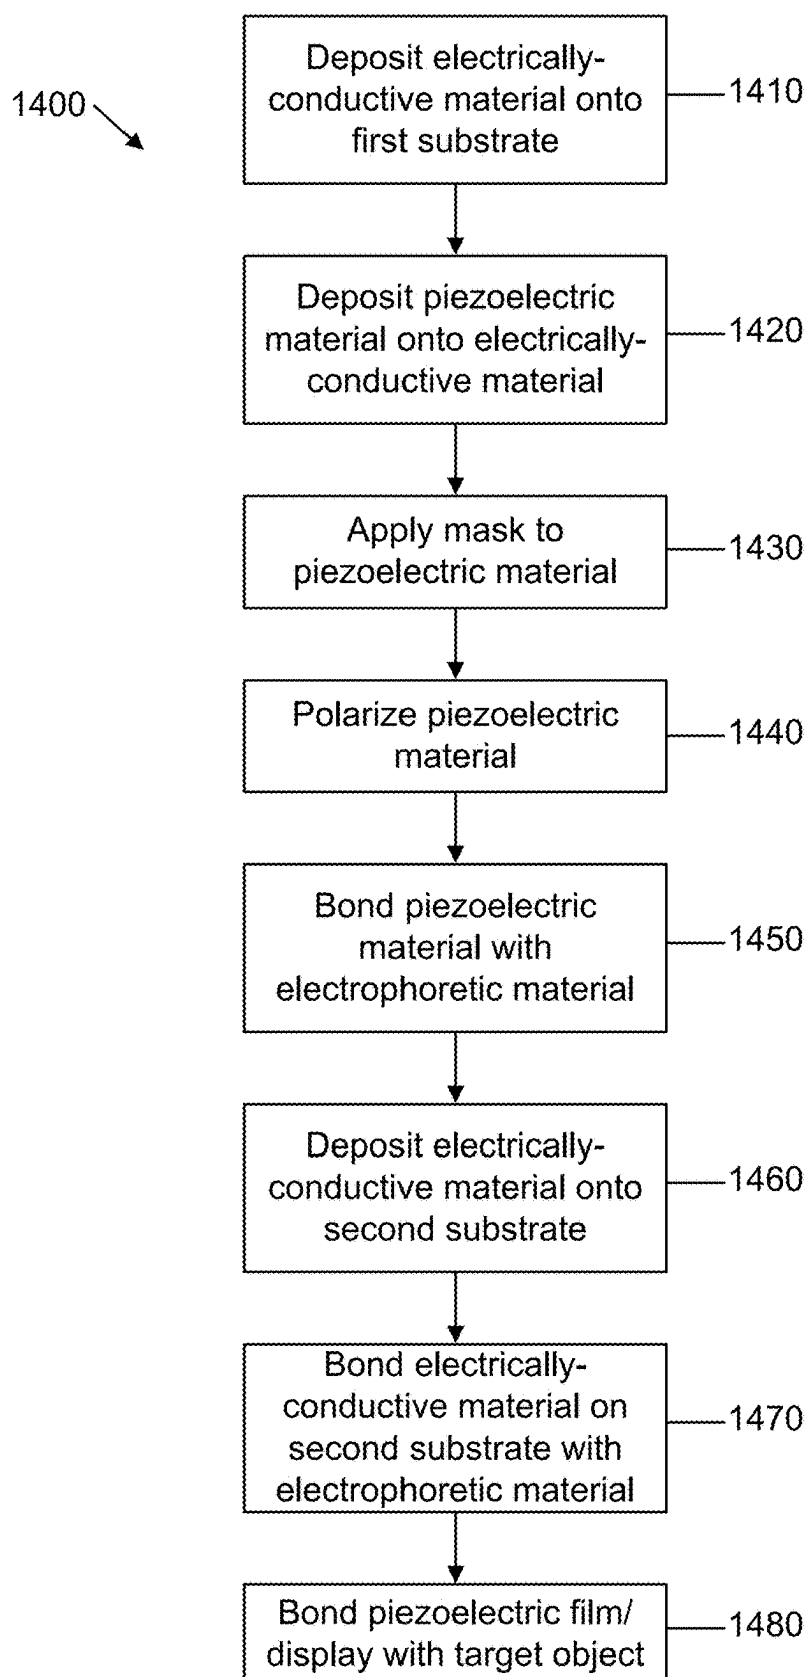 1400
Deposit electrically-
conductive material onto
first substrate
1410
Deposit piezoelectric
material onto electrically-
conductive material
1420
Apply mask to
piezoelectric material
1430
Polarize piezoelectric
material
1440
Bond piezoelectric
material with
electrophoretic material
1450
Deposit electrically-
conductive material onto
second substrate
1460
Bond electrically-
conductive material on
second substrate with
electrophoretic material
1470
Bond piezoelectric film/
display with target object
1480